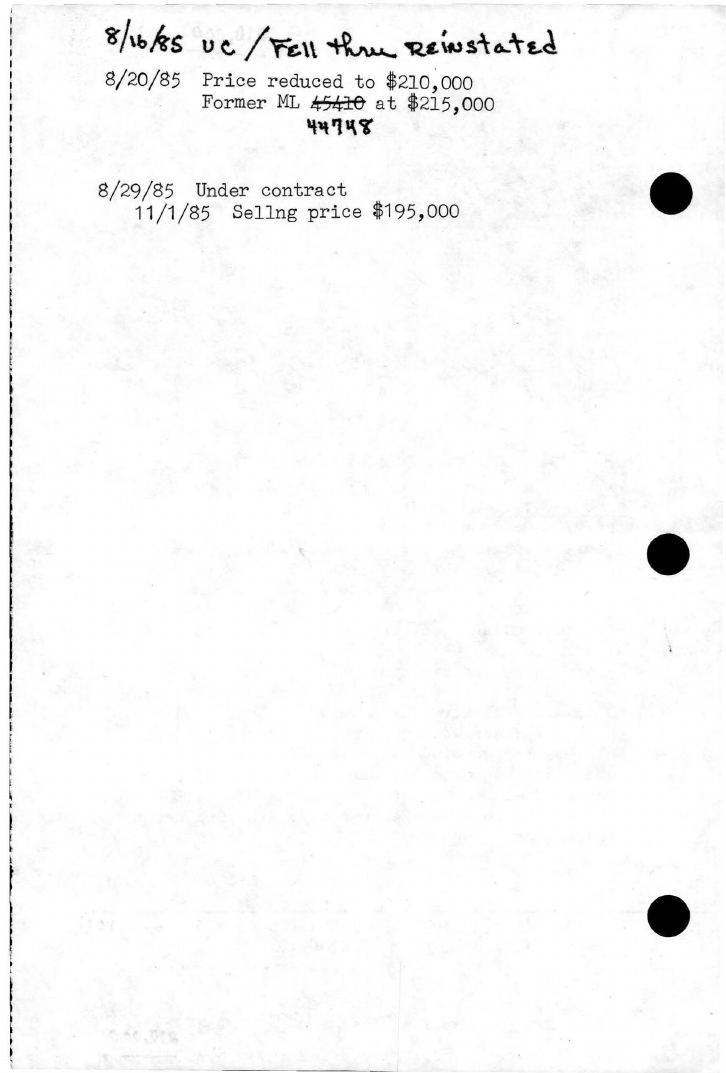 8/16/85 UC / Fell thru Reinstated
8/20/85 Price reduced to $210,000
Former ML 45410 at $215,000
44748
8/29/85 Under contract
11/1/85 Sellng price $195,000